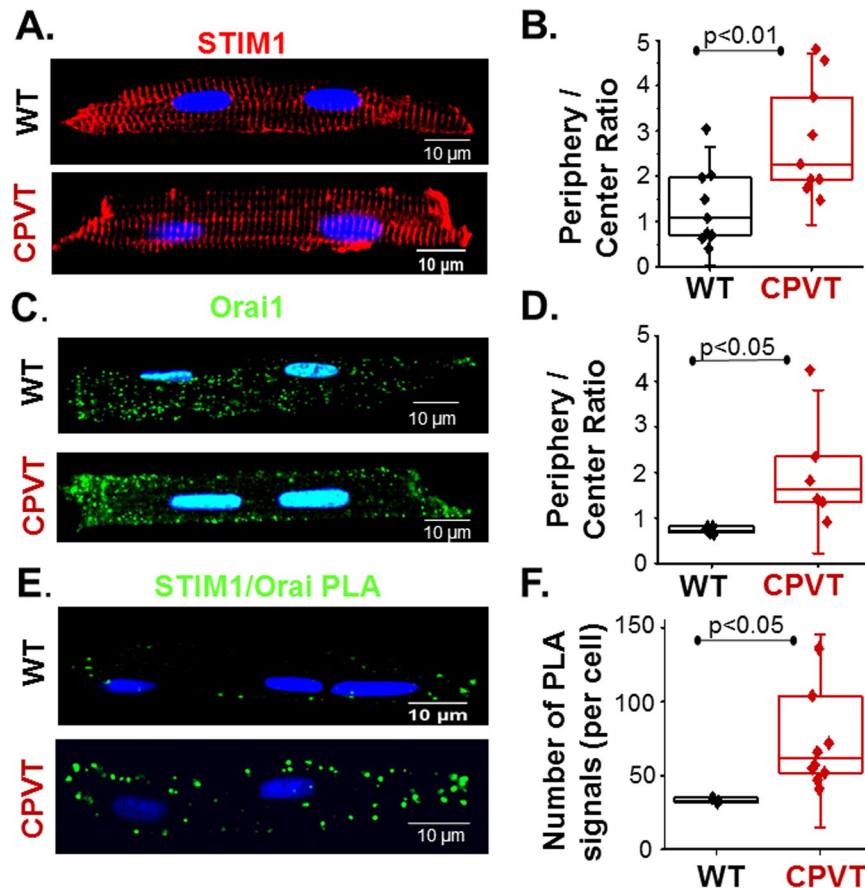 A.
STIM1
WT
10 µm
CPVT
10 µm
B.
p<0.01
Periphery /
Center Ratio
5
4
3
2
1
0
WT CPVT
C.
Orai1
WT
10 µm
CPVT
10 µm
D.
p<0.05
Periphery /
Center Ratio
5
4
3
2
1
0
WT CPVT
E.
STIM1/Orai PLA
WT
10 µm
CPVT
10 µm
F.
p<0.05
Number of PLA
signals (per cell)
150
100
50
0
WT CPVT